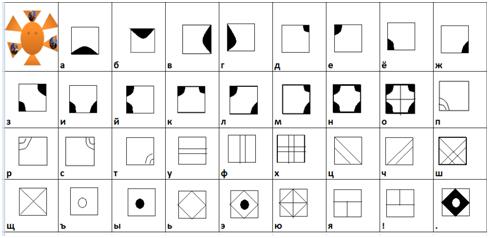 а б в г д е ё ж
з и й к л м н о п
р с т у ф х ц ч ш
щ ъ ы ь э ю я ! .